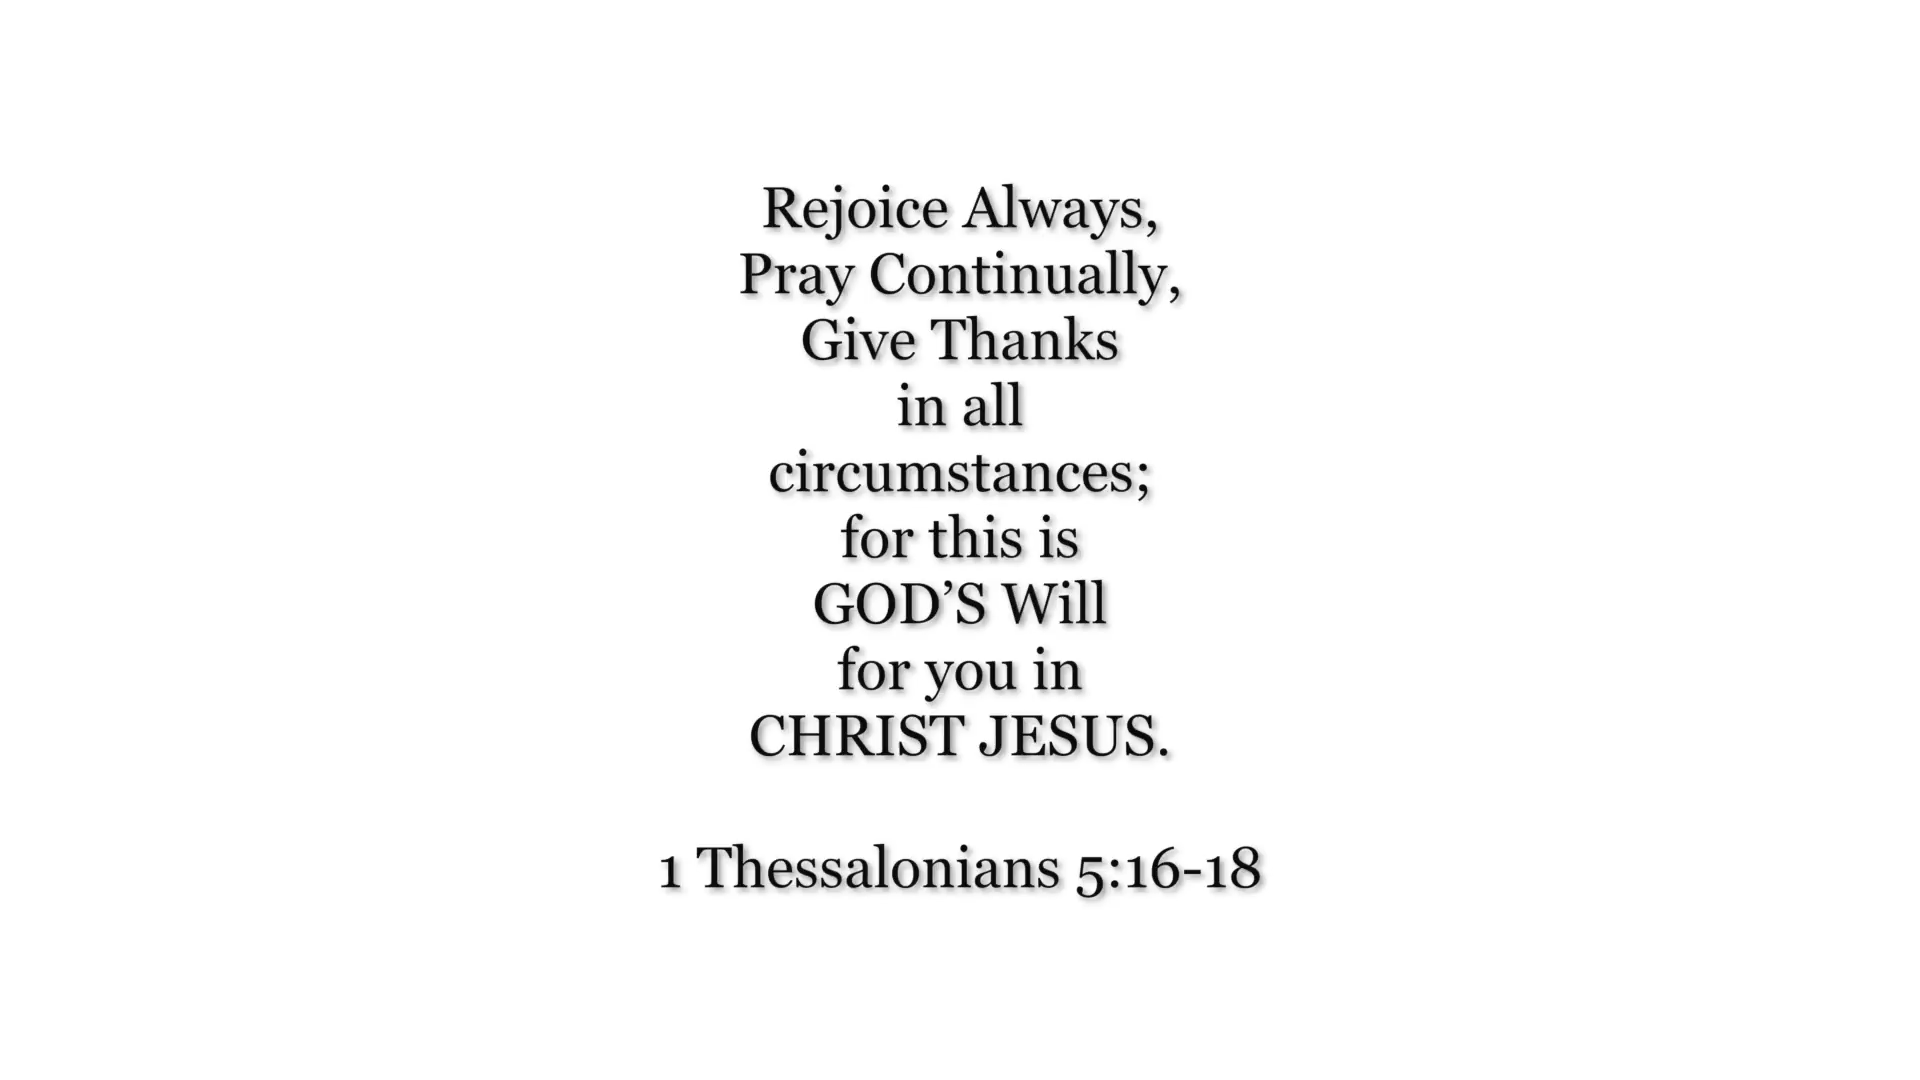 Rejoice Always,
Pray Continually,
Give Thanks
in all
circumstances;
for this is
GOD’S Will
for you in
CHRIST JESUS.
1 Thessalonians 5:16-18